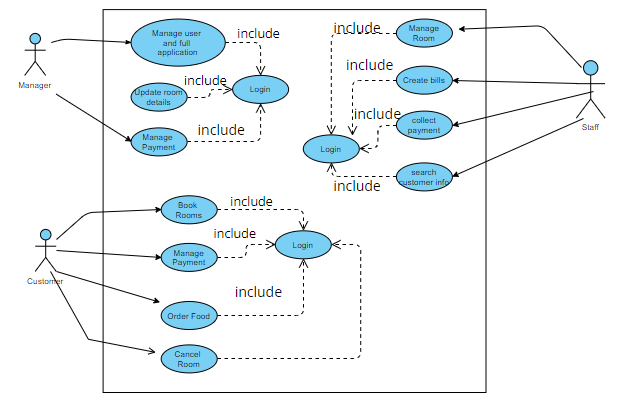 Manager
Manage user
and full
application
include
Update room
details
include
Login
Manage
Payment
include
include
Manage
Room
include
Create bills
include
collect
payment
Login
include
search
customer info
Staff
Customer
Book
Rooms
include
Manage
Payment
include
Login
include
Order Food
Cancel
Room